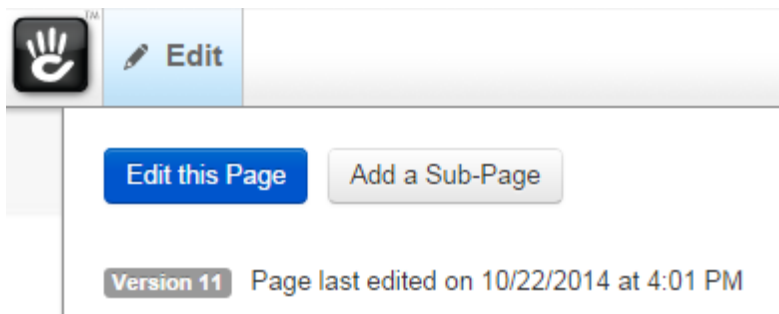 TM
Edit
Edit this Page Add a Sub-Page
Version 11 Page last edited on 10/22/2014 at 4:01 PM